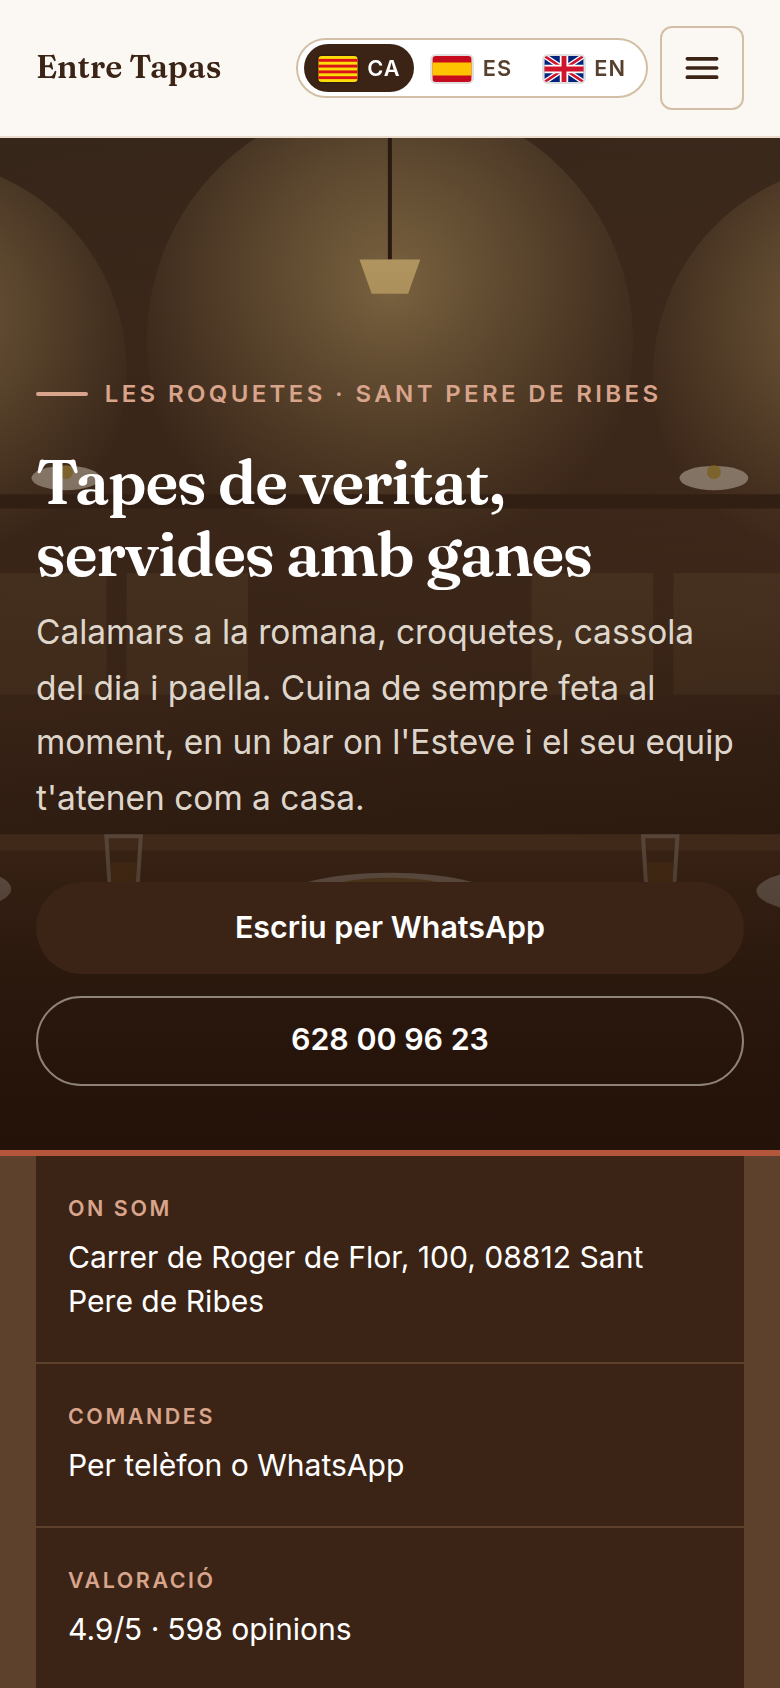 Entre Tapas
CA
ES
EN
LES ROQUETES · SANT PERE DE RIBES
Tapes de veritat,
servides amb ganes
Calamars a la romana, croquetes, cassola
del dia i paella. Cuina de sempre feta al
moment, en un bar on l'Esteve i el seu equip
t'atenen com a casa.
Escriu per WhatsApp
628 00 96 23
ON SOM
Carrer de Roger de Flor, 100, 08812 Sant
Pere de Ribes
COMANDES
Per telèfon o WhatsApp
VALORACIÓ
4.9/5 · 598 opinions